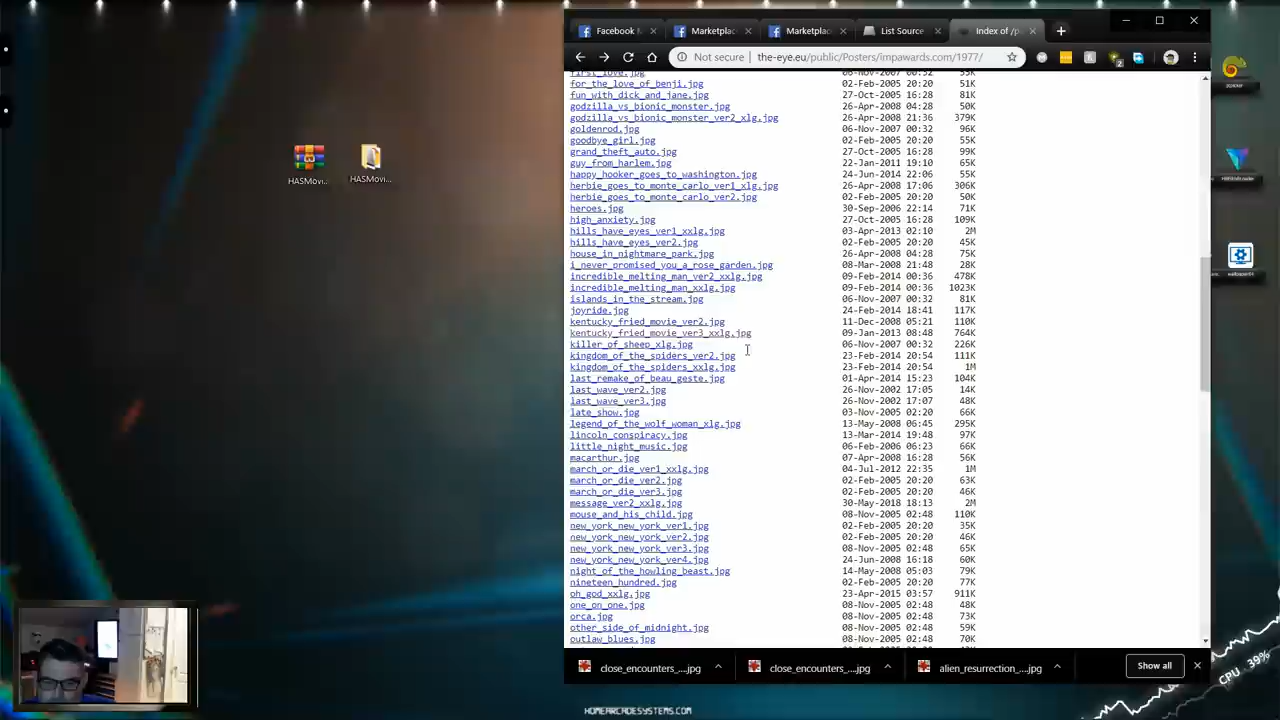 Facebook M
Marketplac
Marketplac
List Source
Index of /p
Not secure
the-eye.eu/public/Posters/impawards.com/1977/
first_love.jpg 06-Nov-2007 00:32 55K
for_the_love_of_benji.jpg 02-Feb-2005 20:20 51K
fun_with_dick_and_jane.jpg 27-Oct-2005 16:28 81K
godzilla_vs_bionic_monster.jpg 26-Apr-2008 04:28 50K
godzilla_vs_bionic_monster_ver2_xlg.jpg 26-Apr-2008 21:36 379K
goldenrod.jpg 06-Nov-2007 00:32 96K
goodbye_girl.jpg 02-Feb-2005 20:20 55K
grand_theft_auto.jpg 27-Oct-2005 16:28 99K
guy_from_harlem.jpg 22-Jan-2011 19:10 65K
happy_hooker_goes_to_washington.jpg 24-Jun-2014 22:06 55K
herbie_goes_to_monte_carlo_ver1_xlg.jpg 26-Apr-2008 17:06 306K
herbie_goes_to_monte_carlo_ver2.jpg 02-Feb-2005 20:20 50K
heroes.jpg 30-Sep-2006 22:14 71K
high_anxiety.jpg 27-Oct-2005 16:28 109K
hills_have_eyes_ver1_xxlg.jpg 03-Apr-2013 02:10 2M
hills_have_eyes_ver2.jpg 02-Feb-2005 20:20 45K
house_in_nightmare_park.jpg 26-Apr-2008 04:28 75K
i_never_promised_you_a_rose_garden.jpg 08-Mar-2008 21:48 28K
incredible_melting_man_ver2_xxlg.jpg 09-Feb-2014 00:36 478K
incredible_melting_man_xxlg.jpg 09-Feb-2014 00:36 1023K
islands_in_the_stream.jpg 06-Nov-2007 00:32 81K
joyride.jpg 24-Feb-2014 18:41 117K
kentucky_fried_movie_ver2.jpg 11-Dec-2008 05:21 110K
kentucky_fried_movie_ver3_xxlg.jpg 09-Jan-2013 08:48 764K
killer_of_sheep_xlg.jpg 06-Nov-2007 00:32 226K
kingdom_of_the_spiders_ver2.jpg 23-Feb-2014 20:54 111K
kingdom_of_the_spiders_xxlg.jpg 23-Feb-2014 20:54 1M
last_remake_of_beau_geste.jpg 01-Apr-2014 15:23 104K
last_wave_ver2.jpg 26-Nov-2002 17:05 14K
last_wave_ver3.jpg 26-Nov-2002 17:07 48K
late_show.jpg 03-Nov-2005 02:20 66K
legend_of_the_wolf_woman_xlg.jpg 13-May-2008 06:45 295K
lincoln_conspiracy.jpg 13-Mar-2014 19:48 97K
little_night_music.jpg 06-Feb-2006 06:23 66K
macarthur.jpg 07-Apr-2008 16:28 56K
march_or_die_ver1_xxlg.jpg 04-Jul-2012 22:35 1M
march_or_die_ver2.jpg 02-Feb-2005 20:20 63K
march_or_die_ver3.jpg 02-Feb-2005 20:20 46K
message_ver2_xxlg.jpg 30-May-2018 18:13 2M
mouse_and_his_child.jpg 08-Nov-2005 02:48 110K
new_york_new_york_ver1.jpg 02-Feb-2005 20:20 35K
new_york_new_york_ver2.jpg 02-Feb-2005 20:20 46K
new_york_new_york_ver3.jpg 08-Nov-2005 02:48 65K
new_york_new_york_ver4.jpg 24-Jun-2008 16:18 60K
night_of_the_howling_beast.jpg 14-May-2008 05:03 79K
nineteen_hundred.jpg 02-Feb-2005 20:20 77K
oh_god_xxlg.jpg 23-Apr-2015 03:57 911K
one_on_one.jpg 08-Nov-2005 02:48 48K
orca.jpg 08-Nov-2005 02:48 73K
other_side_of_midnight.jpg 08-Nov-2005 02:48 59K
outlaw_blues.jpg 08-Nov-2005 02:48 70K
HASMovi...
HASMovi...
close_encounters_....jpg
close_encounters_....jpg
alien_resurrection_....jpg
Show all
CPU 39%
HOMEARCADESYSTEMS.COM